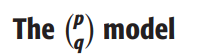 The (p q) model